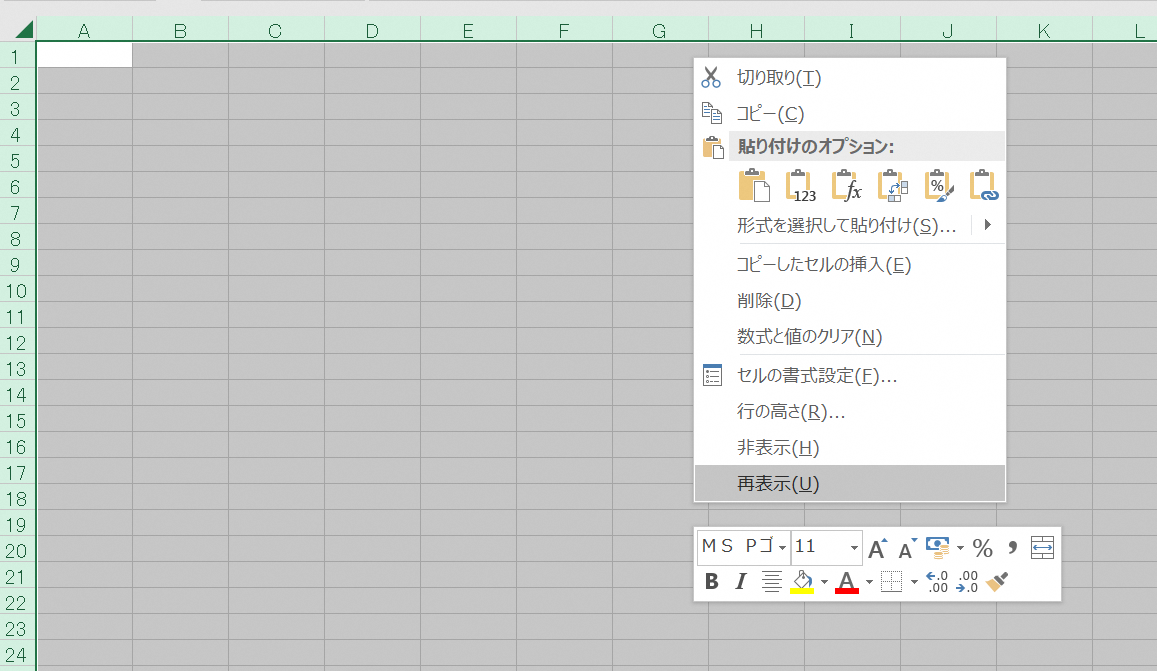 A B C D E F G H I J K L
1
2
3
4
5
6
7
8
9
10
11
12
13
14
15
16
17
18
19
20
21
22
23
24
切り取り(T)
コピー(C)
貼り付けのオプション:
123 fx %
形式を選択して貼り付け(S)...
コピーしたセルの挿入(E)
削除(D)
数式と値のクリア(N)
セルの書式設定(F)...
行の高さ(R)...
非表示(H)
再表示(U)
ＭＳ Ｐゴ 11 A A % ,
B I A ←.0 .00 .00 →.0